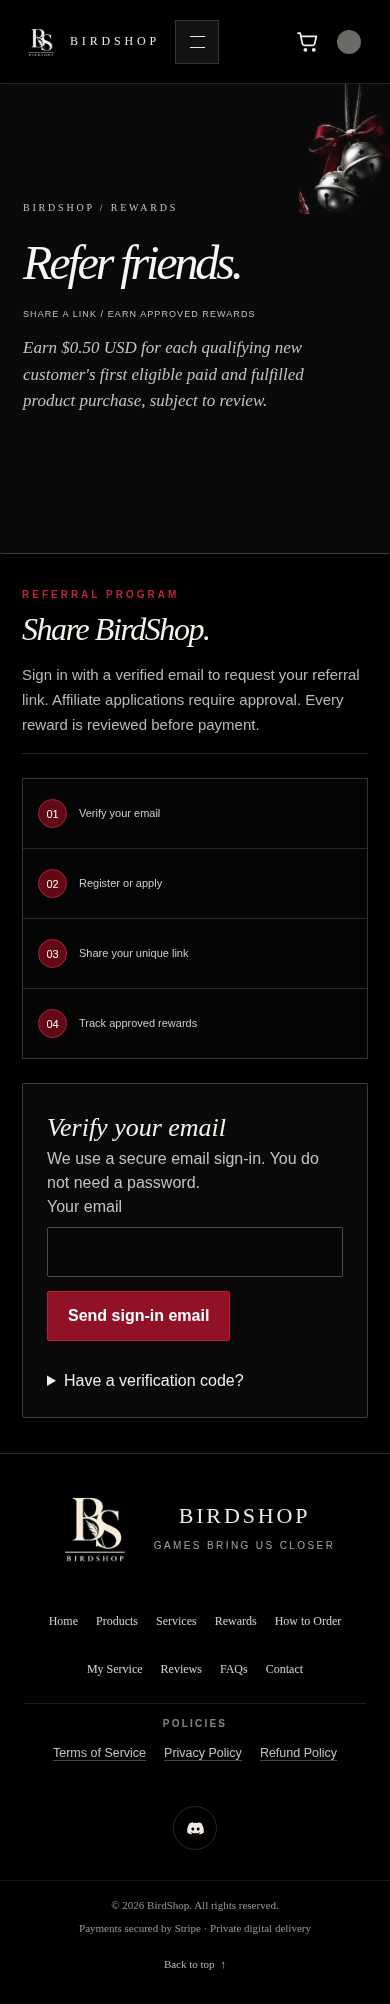 BS
BIRDSHOP
BIRDSHOP
BIRDSHOP / REWARDS
Refer friends.
SHARE A LINK / EARN APPROVED REWARDS
Earn $0.50 USD for each qualifying new
customer's first eligible paid and fulfilled
product purchase, subject to review.
REFERRAL PROGRAM
Share BirdShop.
Sign in with a verified email to request your referral
link. Affiliate applications require approval. Every
reward is reviewed before payment.
01 Verify your email
02 Register or apply
03 Share your unique link
04 Track approved rewards
Verify your email
We use a secure email sign-in. You do
not need a password.
Your email
Send sign-in email
Have a verification code?
BS
BIRDSHOP
BIRDSHOP
GAMES BRING US CLOSER
Home Products Services Rewards How to Order
My Service Reviews FAQs Contact
POLICIES
Terms of Service Privacy Policy Refund Policy
© 2026 BirdShop. All rights reserved.
Payments secured by Stripe · Private digital delivery
Back to top ↑